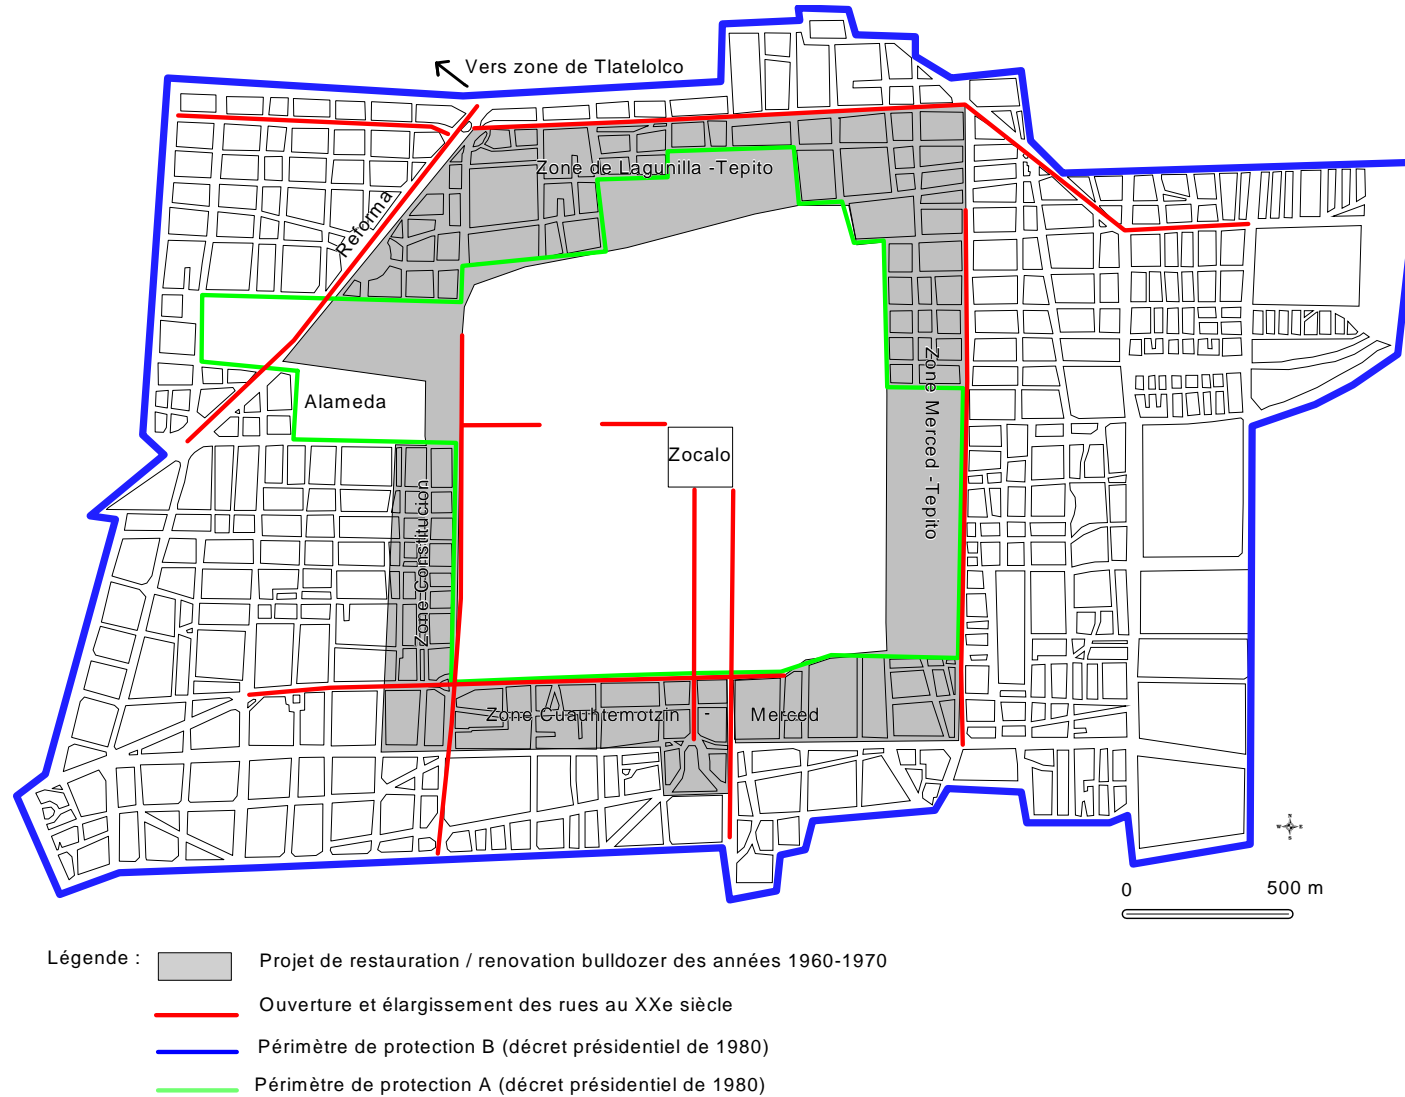 Vers zone de Tlatelolco
Zone de Lagunilla -Tepito
Reforma
Zone Merced -Tepito
Alameda
Zocalo
Zone Constitucion
Zone Cuauhtemotzin - Merced
N
W E
S
0 500 m
Légende :
Projet de restauration / renovation bulldozer des années 1960-1970
Ouverture et élargissement des rues au XXe siècle
Périmètre de protection B (décret présidentiel de 1980)
Périmètre de protection A (décret présidentiel de 1980)